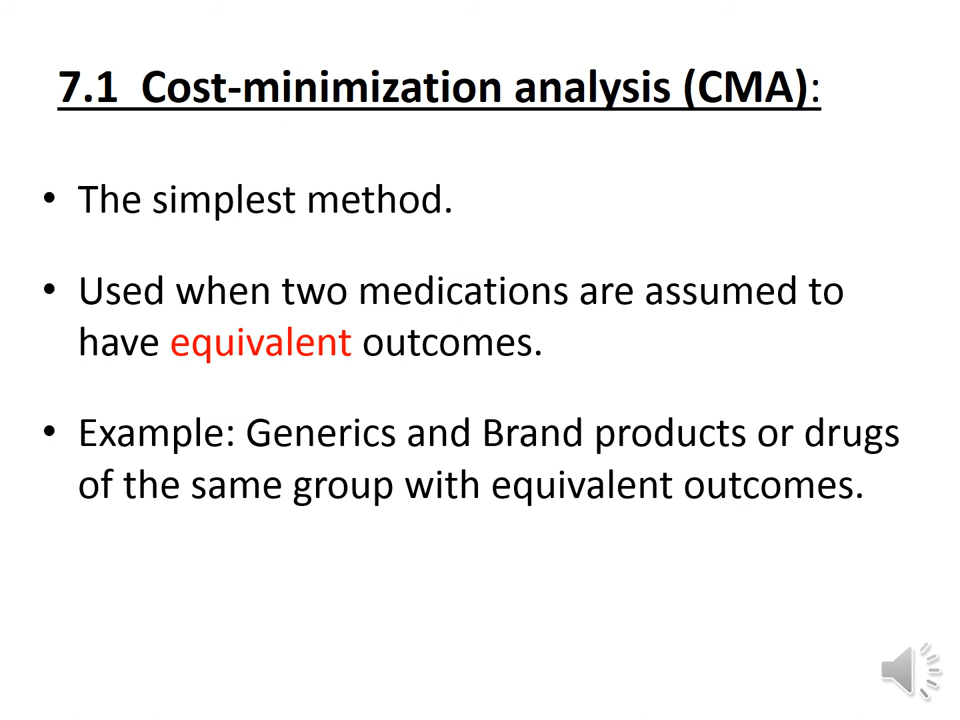 7.1 Cost-minimization analysis (CMA):
• The simplest method.
• Used when two medications are assumed to
have equivalent outcomes.
• Example: Generics and Brand products or drugs
of the same group with equivalent outcomes.